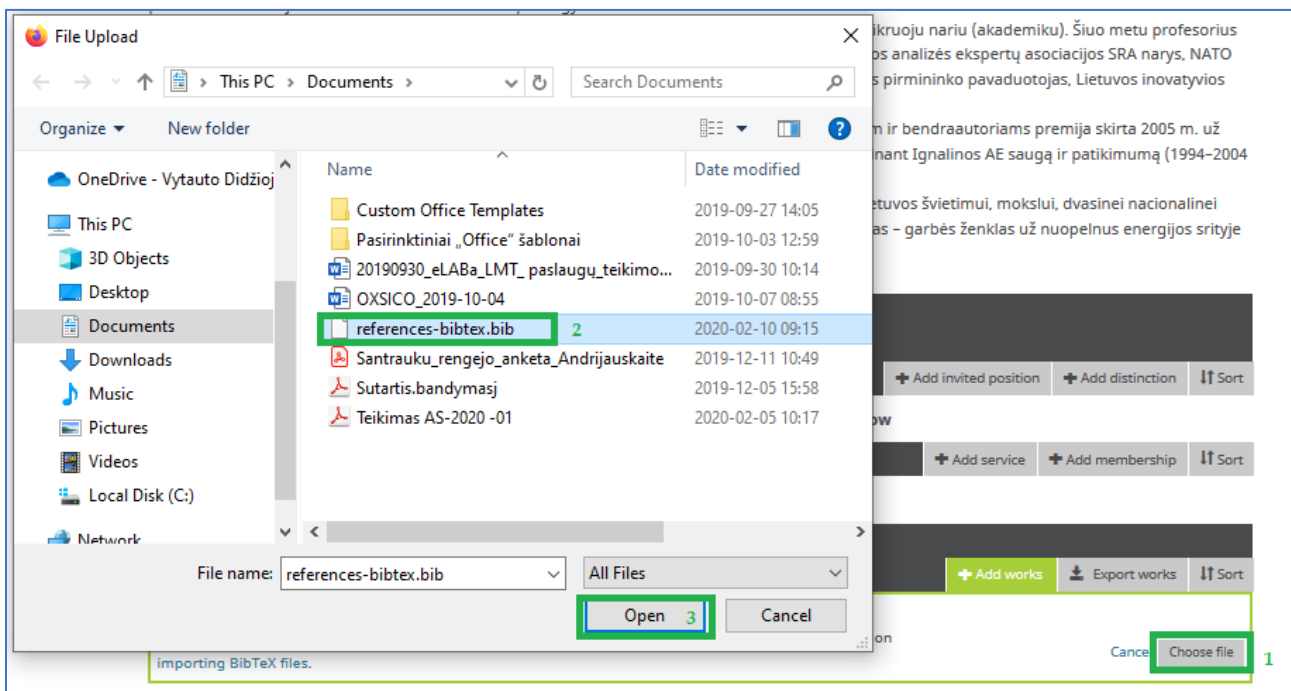 File Upload
This PC > Documents >
Search Documents
Organize
New folder
OneDrive - Vytauto Didžioj
This PC
3D Objects
Desktop
Documents
Downloads
Music
Pictures
Videos
Local Disk (C:)
Network
Name Date modified
Custom Office Templates 2019-09-27 14:05
Pasirinktiniai „Office“ šablonai 2019-10-03 12:59
20190930_eLABa_LMT_ paslaugų_teikimo... 2019-09-30 10:14
OXSICO_2019-10-04 2019-10-07 08:55
references-bibtex.bib 2 2020-02-10 09:15
Santrauku_rengejo_anketa_Andrijauskaite 2019-12-11 10:49
Sutartis.bandymasj 2019-12-05 15:58
Teikimas AS-2020 -01 2020-02-05 10:17
File name: references-bibtex.bib All Files
Open 3 Cancel
ikruoju nariu (akademiku). Šiuo metu profesorius
os analizės ekspertų asociacijos SRA narys, NATO
s pirmininko pavaduotojas, Lietuvos inovatyvios
n ir bendraautoriams premija skirta 2005 m. už
inant Ignalinos AE saugą ir patikimumą (1994–2004
etuvos švietimui, mokslui, dvasinei nacionalinei
as – garbės ženklas už nuopelnus energijos srityje
+ Add invited position + Add distinction Sort
ow
+ Add service + Add membership Sort
+ Add works Export works Sort
on
importing BibTeX files.
Cance Choose file 1